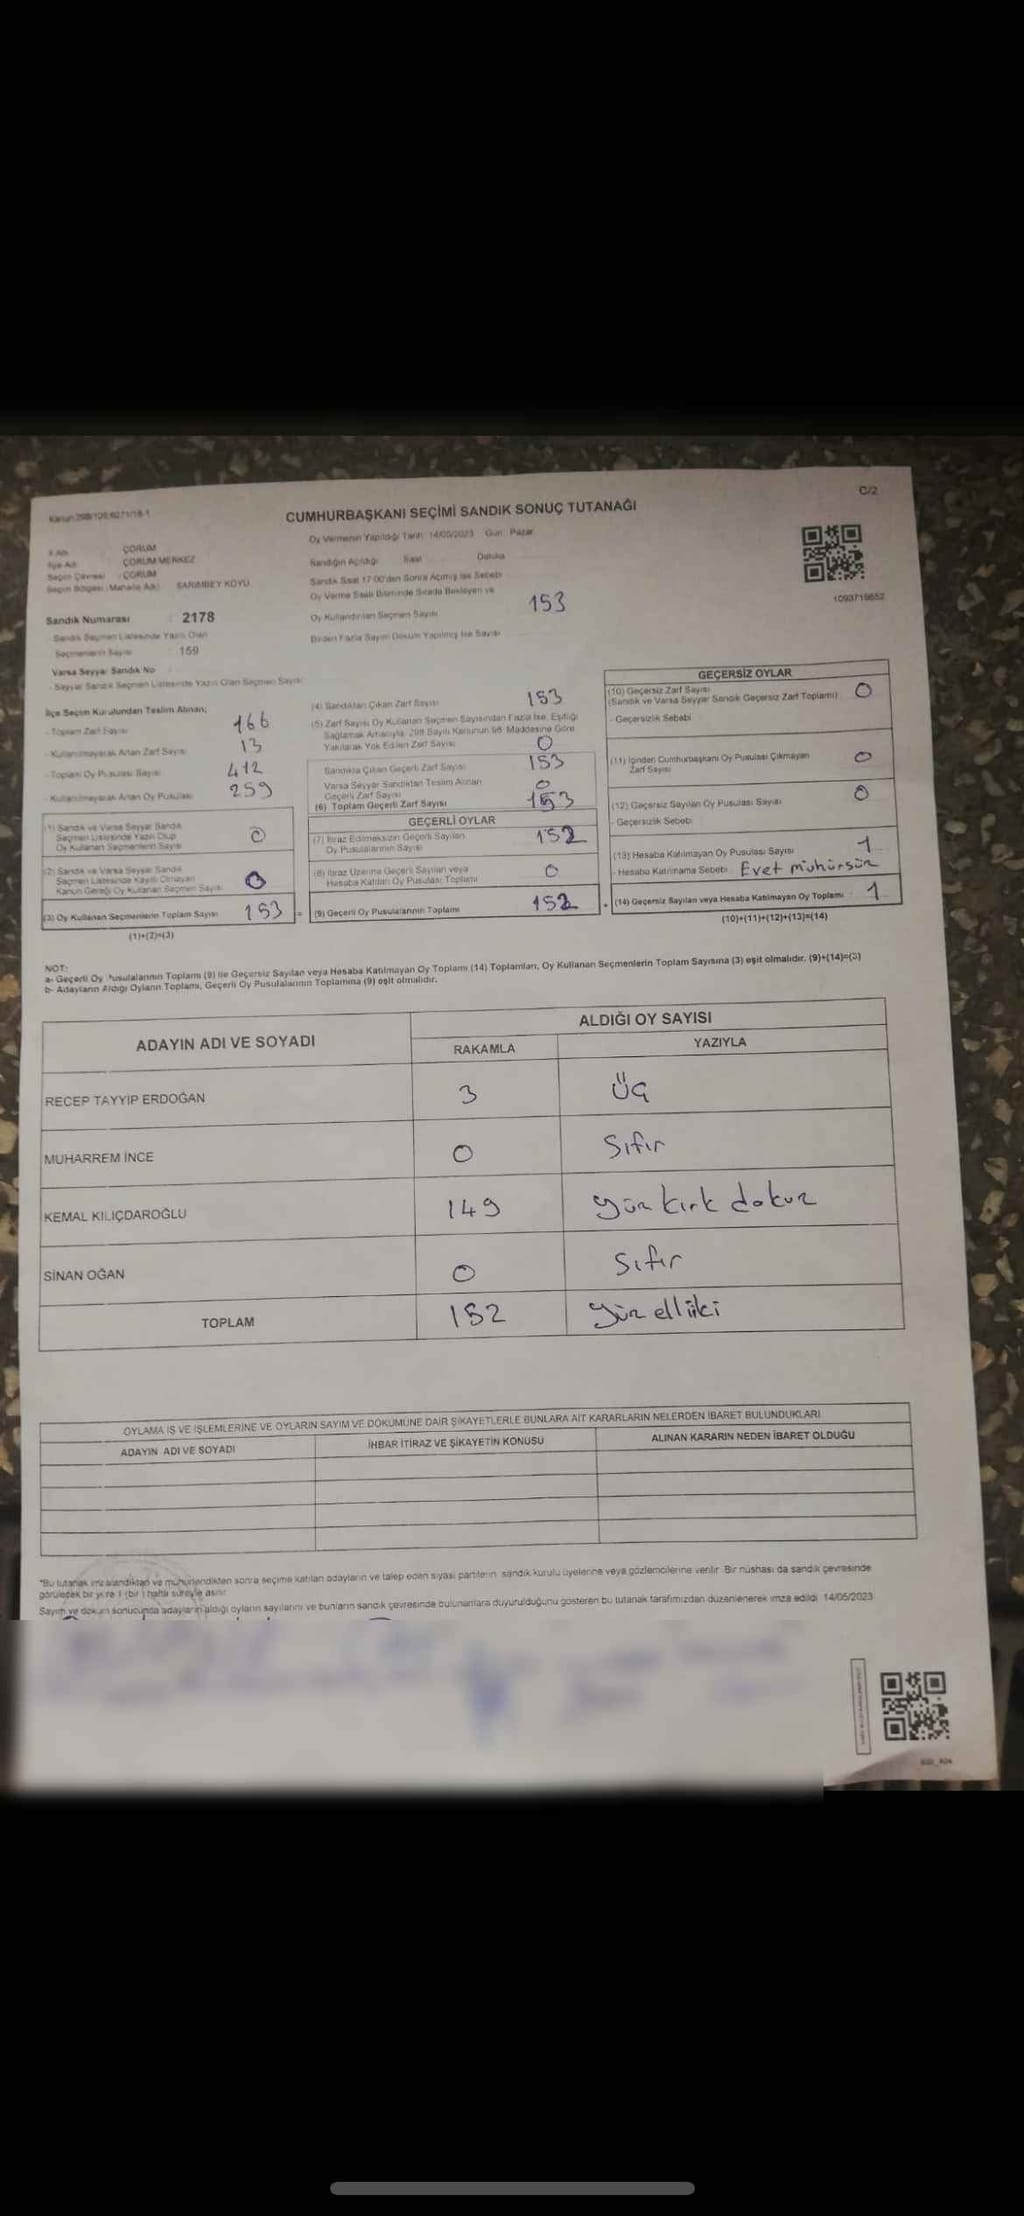 C/2
CUMHURBAŞKANI SEÇİMİ SANDIK SONUÇ TUTANAĞI
Oy Vermenin Yapıldığı Tarih 14/05/2023 Gün Pazar
İl Adı ÇORUM
İlçe Adı ÇORUM MERKEZ
Seçim Çevresi ÇORUM
SARIMBEY KÖYÜ
Sandığın Açıldığı Saat Dakika
Sandık Saat 17:00'den Sonra Açılmış İse Sebebi
Oy Verme Saati Bitiminde Sırada Bekleyen ve
Oy Kullandırılan Seçmen Sayısı 153
Birden Fazla Sayım Döküm Yapılmış İse Sayısı
1093718652
Sandık Numarası : 2178
Sandık Seçmen Listesinde Yazılı Olan
Seçmenlerin Sayısı : 159
Varsa Seyyar Sandık No
- Seyyar Sandık Seçmen Listesinde Yazılı Olan Seçmen Sayısı
İlçe Seçim Kurulundan Teslim Alınan;
- Toplam Zarf Sayısı 166
- Kullanılmayarak Artan Zarf Sayısı 13
- Toplam Oy Pusulası Sayısı 412
- Kullanılmayarak Artan Oy Pusulası 259
(1) Sandık ve Varsa Seyyar Sandık
Seçmen Listesinde Yazılı Olup
Oy Kullanan Seçmenlerin Sayısı 0
(2) Sandık ve Varsa Seyyar Sandık
Seçmen Listesinde Kayıtlı Olmayan
Kanun Gereği Oy Kullanan Seçmen Sayısı
(3) Oy Kullanan Seçmenlerin Toplam Sayısı 153 =
(1)+(2)=(3)
(4) Sandıktan Çıkan Zarf Sayısı 153
(5) Zarf Sayısı Oy Kullanan Seçmen Sayısından Fazla İse, Eşitliği
Sağlamak Amacıyla, 298 Sayılı Kanunun 98. Maddesine Göre
Yakılarak Yok Edilen Zarf Sayısı 0
Sandıkta Çıkan Geçerli Zarf Sayısı 153
Varsa Seyyar Sandıktan Teslim Alınan
Geçerli Zarf Sayısı 0
(6) Toplam Geçerli Zarf Sayısı 153
GEÇERLİ OYLAR
(7) İtiraz Edilmeksizin Geçerli Sayılan
Oy Pusulalarının Sayısı 152
(8) İtiraz Üzerine Geçerli Sayılan veya
Hesaba Katılan Oy Pusulası Toplamı 0
(9) Geçerli Oy Pusulalarının Toplamı 152 +
GEÇERSİZ OYLAR
(10) Geçersiz Zarf Sayısı
(Sandık ve Varsa Seyyar Sandık Geçersiz Zarf Toplamı) 0
- Geçersizlik Sebebi
(11) İçinden Cumhurbaşkanı Oy Pusulası Çıkmayan
Zarf Sayısı 0
(12) Geçersiz Sayılan Oy Pusulası Sayısı 0
- Geçersizlik Sebebi
(13) Hesaba Katılmayan Oy Pusulası Sayısı 1
- Hesaba Katılmama Sebebi Evet mühürsün
(14) Geçersiz Sayılan veya Hesaba Katılmayan Oy Toplamı : 1
(10)+(11)+(12)+(13)=(14)
NOT:
a- Geçerli Oy Pusulalarının Toplamı (9) ile Geçersiz Sayılan veya Hesaba Katılmayan Oy Toplamı (14) Toplamları, Oy Kullanan Seçmenlerin Toplam Sayısına (3) eşit olmalıdır. (9)+(14)=(3)
b- Adayların Aldığı Oyların Toplamı, Geçerli Oy Pusulalarının Toplamına (9) eşit olmalıdır.
ADAYIN ADI VE SOYADI
ALDIĞI OY SAYISI
RAKAMLA YAZIYLA
RECEP TAYYİP ERDOĞAN 3 Üç
MUHARREM İNCE 0 Sıfır
KEMAL KILIÇDAROĞLU 149 yüz kırk dokuz
SİNAN OĞAN 0 Sıfır
TOPLAM 152 yüz elliiki
OYLAMA İŞ VE İŞLEMLERİNE VE OYLARIN SAYIM VE DÖKÜMÜNE DAİR ŞİKAYETLERLE BUNLARA AİT KARARLARIN NELERDEN İBARET BULUNDUKLARI
ADAYIN ADI VE SOYADI İHBAR İTİRAZ VE ŞİKAYETİN KONUSU ALINAN KARARIN NEDEN İBARET OLDUĞU
*Bu tutanak imzalandıktan ve mühürlendikten sonra seçime katılan adayların ve talep eden siyasi partilerin sandık kurulu üyelerine veya gözlemcilerine verilir. Bir nüshası da sandık çevresinde
görülecek bir yere 1 (bir) hafta süreyle asılır.
Sayım ve döküm sonucunda adayların aldığı oyların sayılarını ve bunların sandık çevresinde bulunanlara duyurulduğunu gösteren bu tutanak tarafımızdan düzenlenerek imza edildi. 14/05/2023